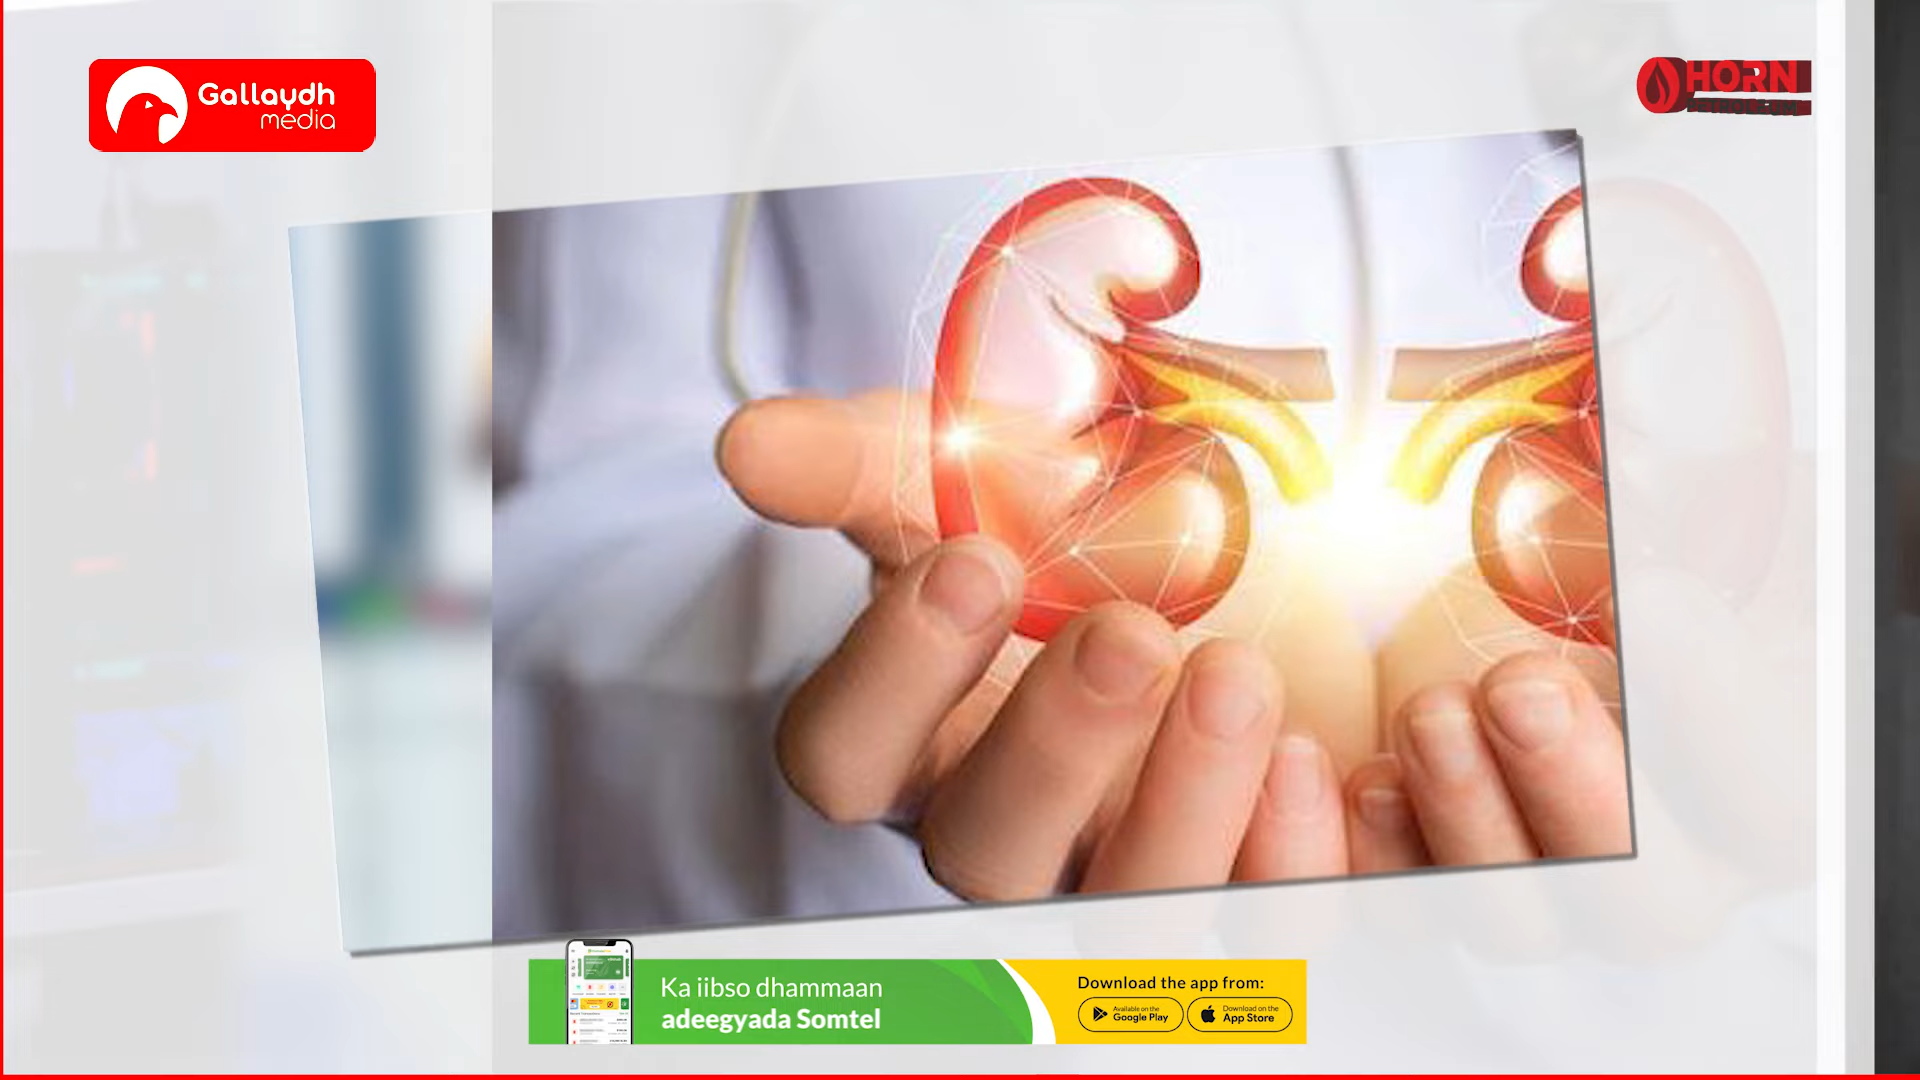 Gallaydh
media
HORN
PETROLEUM
Ka iibso dhammaan
adeegyada Somtel
Download the app from:
Available on the
Google Play
Download on the
App Store